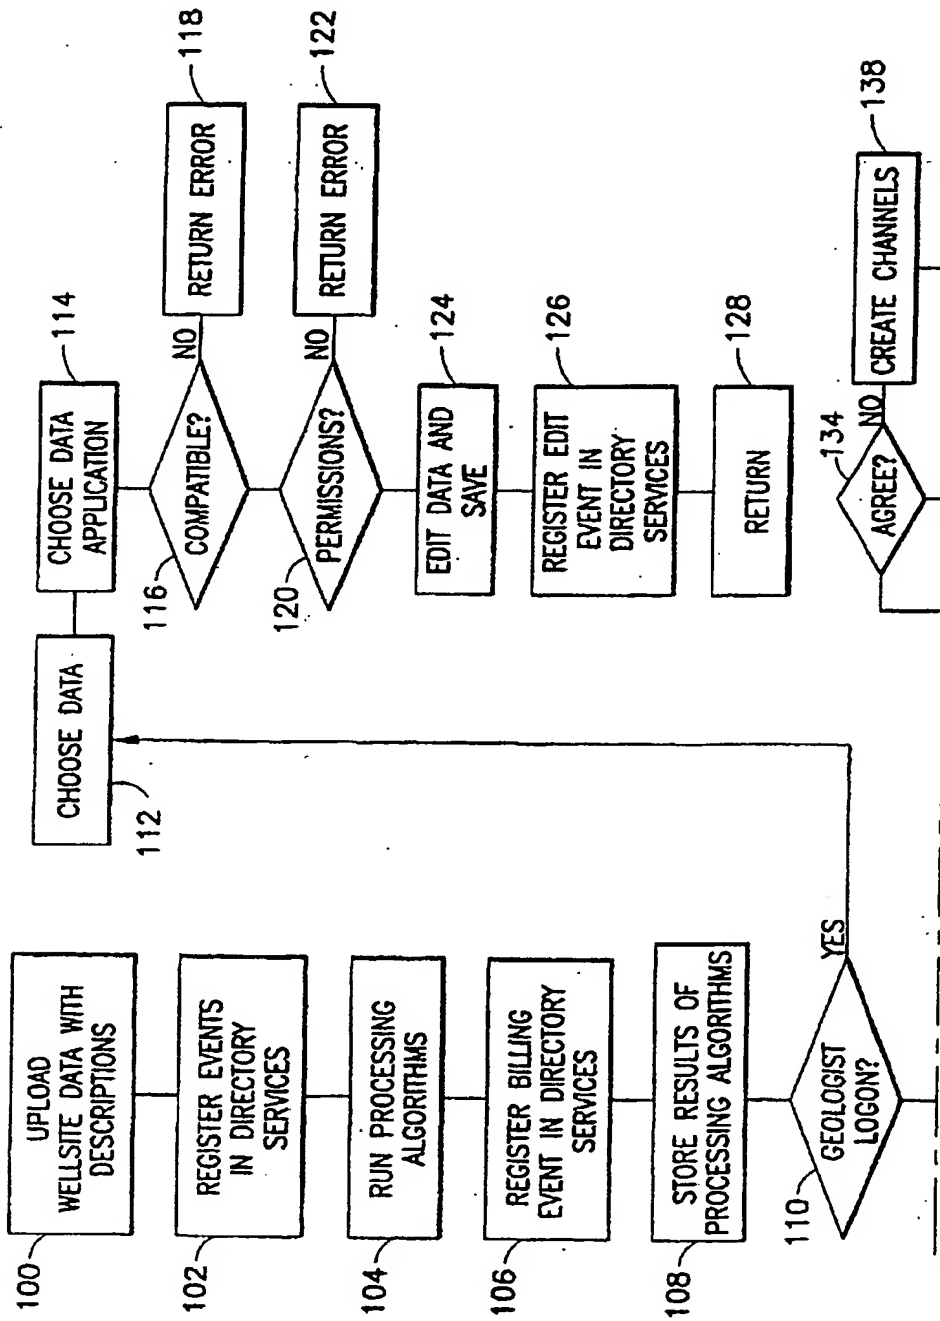 100
UPLOAD
WELLSITE DATA WITH
DESCRIPTIONS
102
REGISTER EVENTS
IN DIRECTORY
SERVICES
104
RUN PROCESSING
ALGORITHMS
106
REGISTER BILLING
EVENT IN DIRECTORY
SERVICES
108
STORE RESULTS OF
PROCESSING ALGORITHMS
110
GEOLOGIST
LOGON?
YES
112
CHOOSE DATA
114
CHOOSE DATA
APPLICATION
116
COMPATIBLE?
NO
118
RETURN ERROR
120
PERMISSIONS?
NO
122
RETURN ERROR
124
EDIT DATA AND
SAVE
126
REGISTER EDIT
EVENT IN
DIRECTORY
SERVICES
128
RETURN
134
AGREE?
NO
138
CREATE CHANNELS